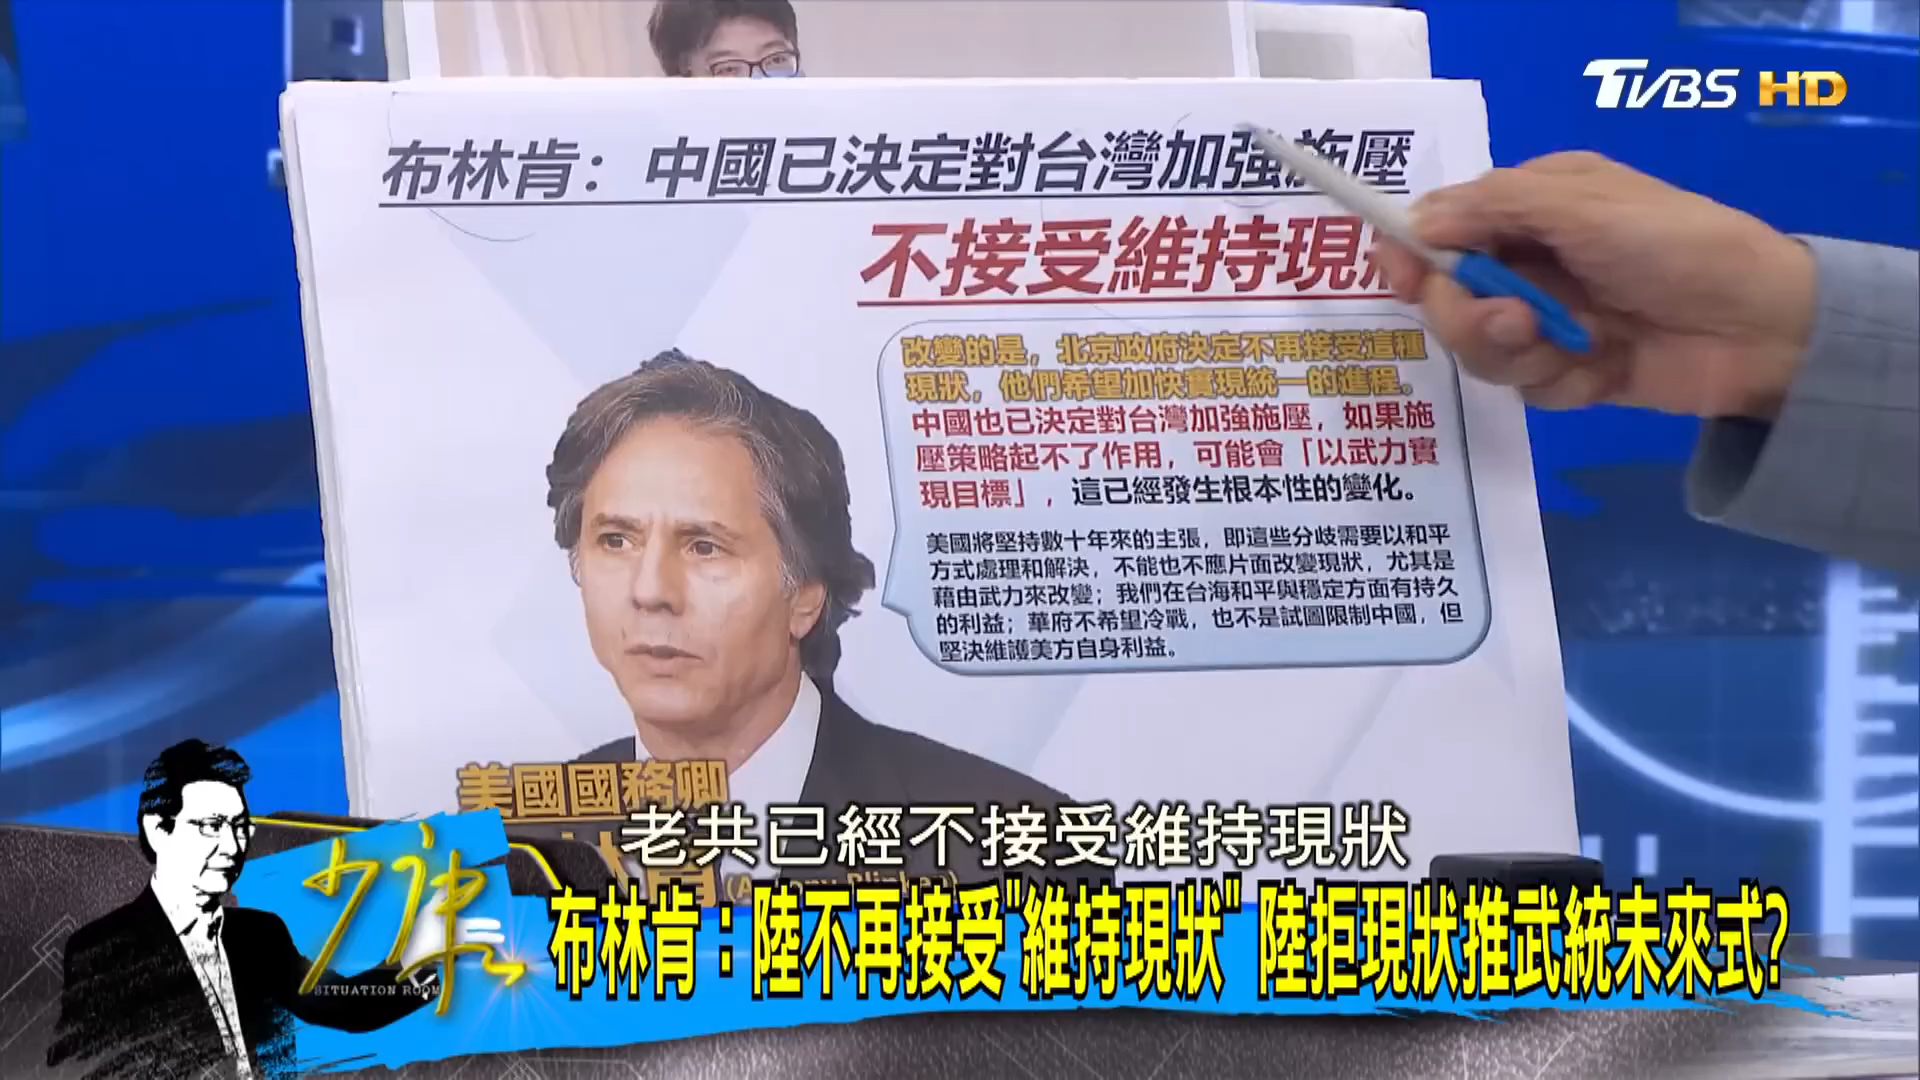 TVBS HD
布林肯：中國已決定對台灣加強施壓
不接受維持現狀
改變的是，北京政府決定不再接受這種
現狀，他們希望加快實現統一的進程。
中國也已決定對台灣加強施壓，如果施
壓策略起不了作用，可能會「以武力實
現目標」，這已經發生根本性的變化。
美國將堅持數十年來的主張，即這些分歧需要以和平
方式處理和解決，不能也不應片面改變現狀，尤其是
藉由武力來改變；我們在台海和平與穩定方面有持久
的利益；華府不希望冷戰，也不是試圖限制中國，但
堅決維護美方自身利益。
美國國務卿
林肯(Antony Blinken)
老共已經不接受維持現狀
少康
SITUATION ROOM
布林肯：陸不再接受"維持現狀" 陸拒現狀推武統未來式?